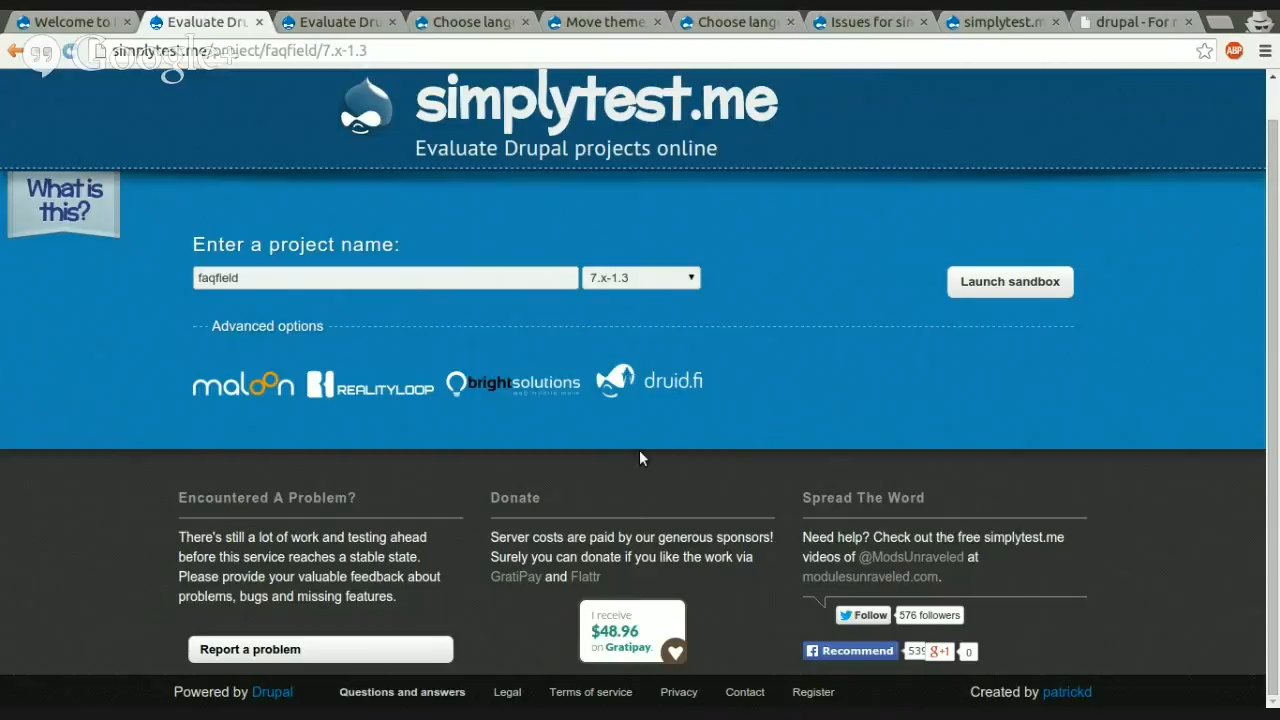 Welcome to
Evaluate Dru
Evaluate Dru
Choose lang
Move theme
Choose lang
Issues for sim
simplytest.m
drupal - For
simplytest.me/project/faqfield/7.x-1.3
ABP
Google+
simplytest.me
Evaluate Drupal projects online
What is
this?
Enter a project name:
faqfield
7.x-1.3
Launch sandbox
Advanced options
maloon
REALITYLOOP
brightsolutions
druid.fi
Encountered A Problem?
There's still a lot of work and testing ahead
before this service reaches a stable state.
Please provide your valuable feedback about
problems, bugs and missing features.
Report a problem
Donate
Server costs are paid by our generous sponsors!
Surely you can donate if you like the work via
GratiPay and Flattr
I receive
$48.96
on Gratipay.
Spread The Word
Need help? Check out the free simplytest.me
videos of @ModsUnraveled at
modulesunraveled.com.
Follow 576 followers
Recommend 539 g+1 0
Powered by Drupal
Questions and answers
Legal
Terms of service
Privacy
Contact
Register
Created by patrickd